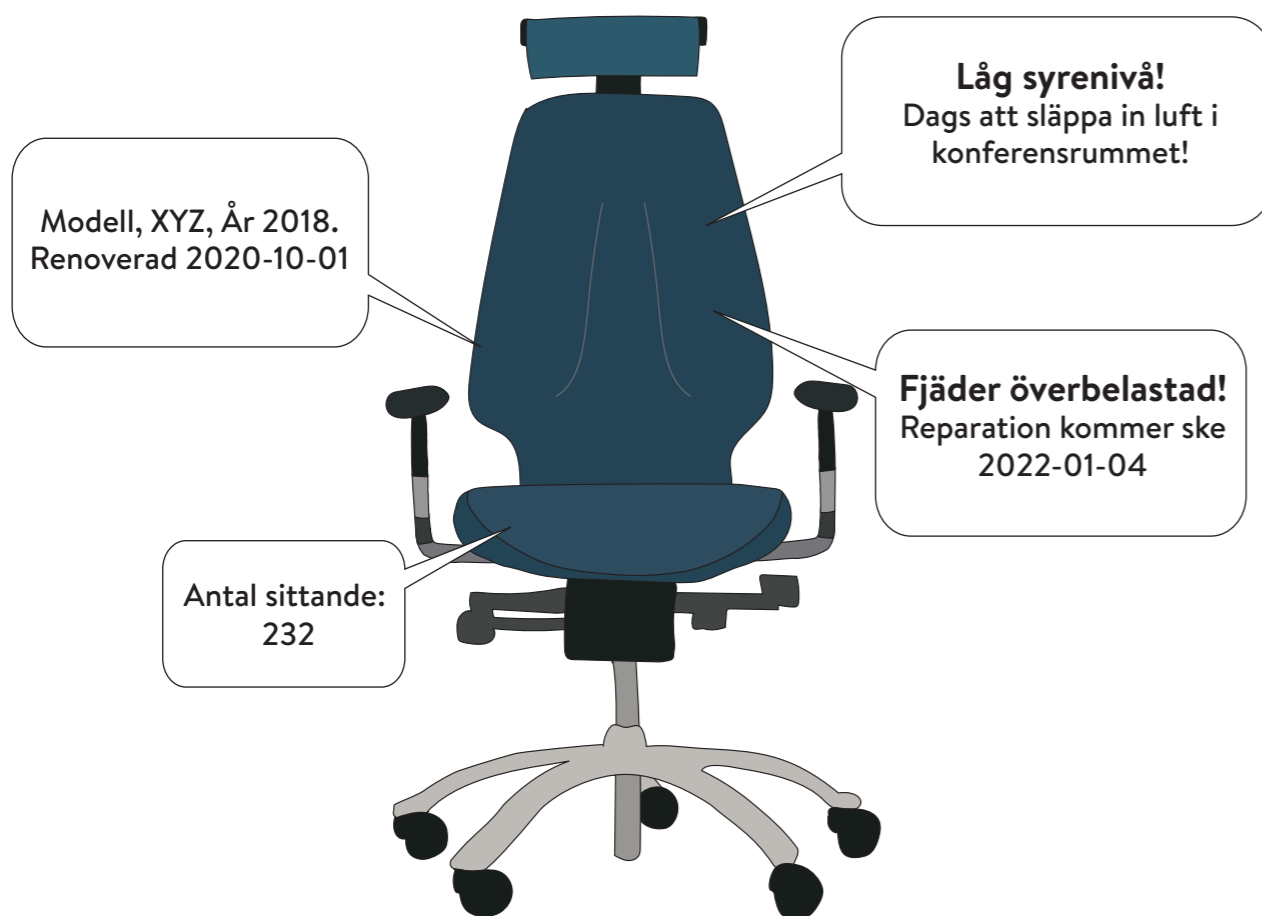 Låg syrenivå!
Dags att släppa in luft i
konferensrummet!
Modell, XYZ, År 2018.
Renoverad 2020-10-01
Fjäder överbelastad!
Reparation kommer ske
2022-01-04
Antal sittande:
232